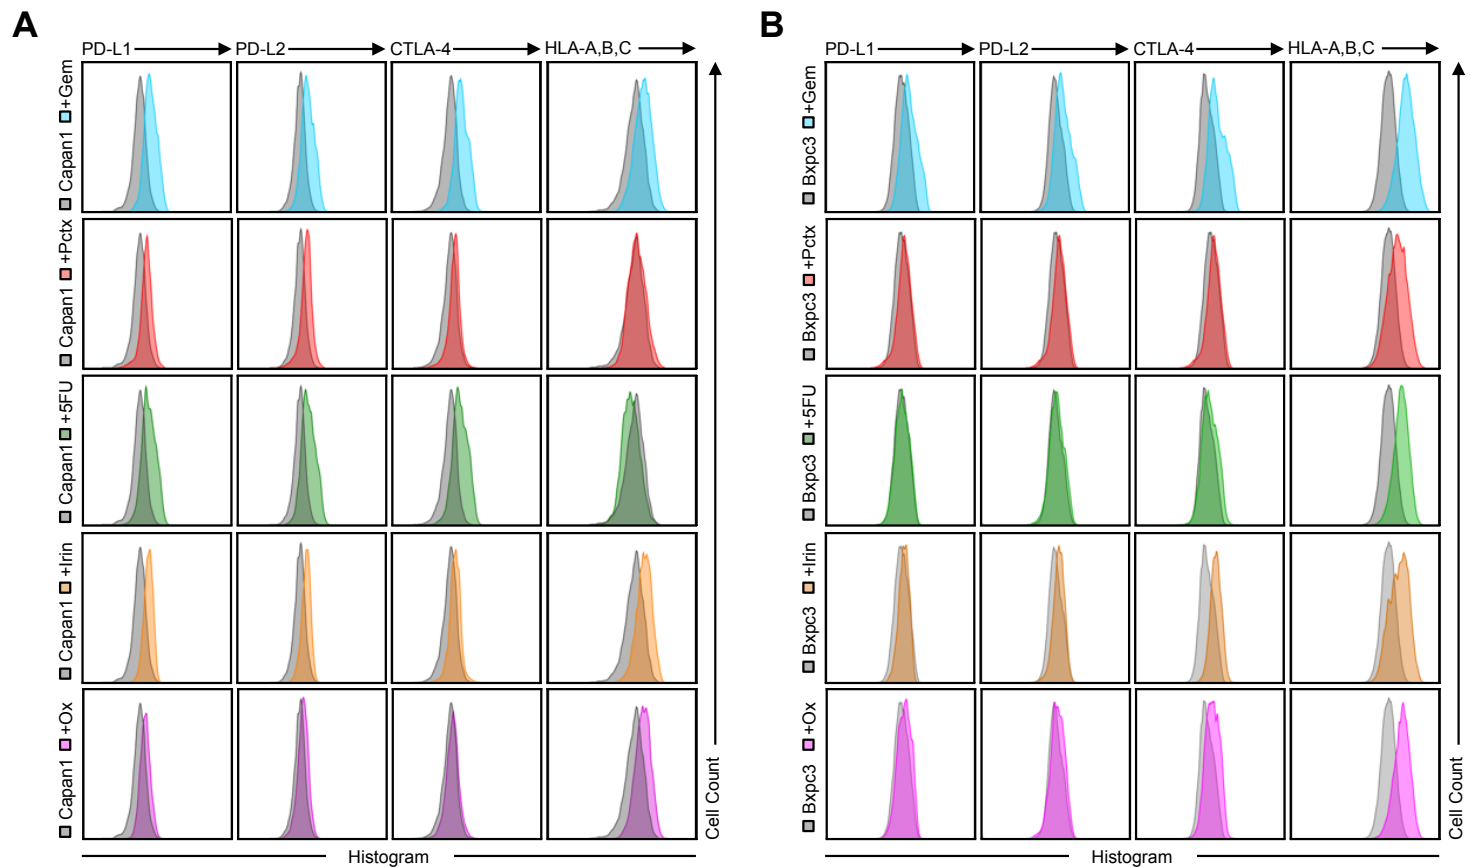 A
B
PD-L1 PD-L2 CTLA-4 HLA-A,B,C
PD-L1 PD-L2 CTLA-4 HLA-A,B,C
Capan1 +Gem
Capan1 +Pctx
Capan1 +5FU
Capan1 +Irin
Capan1 +Ox
Cell Count
Histogram
Bxpc3 +Gem
Bxpc3 +Pctx
Bxpc3 +5FU
Bxpc3 +Irin
Bxpc3 +Ox
Cell Count
Histogram